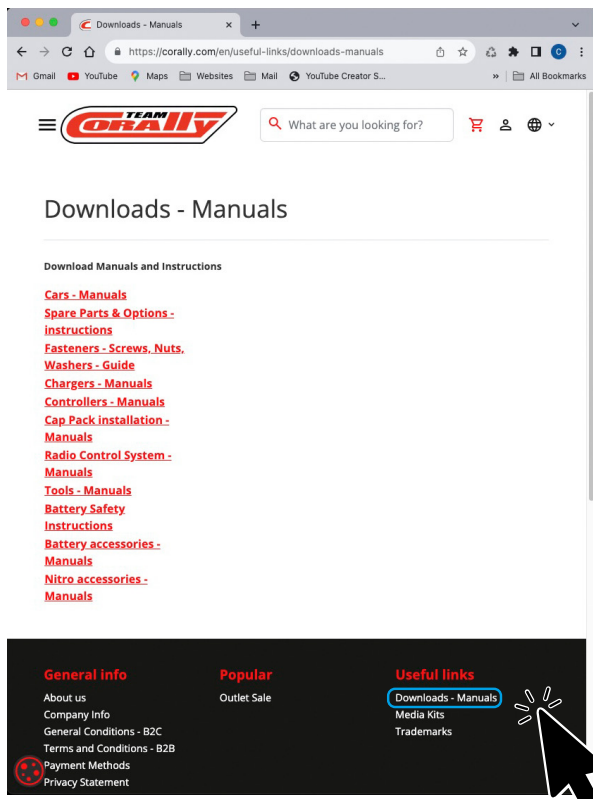 Downloads - Manuals
https://corally.com/en/useful-links/downloads-manuals
C
Gmail YouTube Maps Websites Mail YouTube Creator S... » All Bookmarks
TEAM
CORALLY
What are you looking for?
Downloads - Manuals
Download Manuals and Instructions
Cars - Manuals
Spare Parts & Options -
instructions
Fasteners - Screws, Nuts,
Washers - Guide
Chargers - Manuals
Controllers - Manuals
Cap Pack installation -
Manuals
Radio Control System -
Manuals
Tools - Manuals
Battery Safety
Instructions
Battery accessories -
Manuals
Nitro accessories -
Manuals
General info
About us
Company Info
General Conditions - B2C
Terms and Conditions - B2B
Payment Methods
Privacy Statement
Popular
Outlet Sale
Useful links
Downloads - Manuals
Media Kits
Trademarks